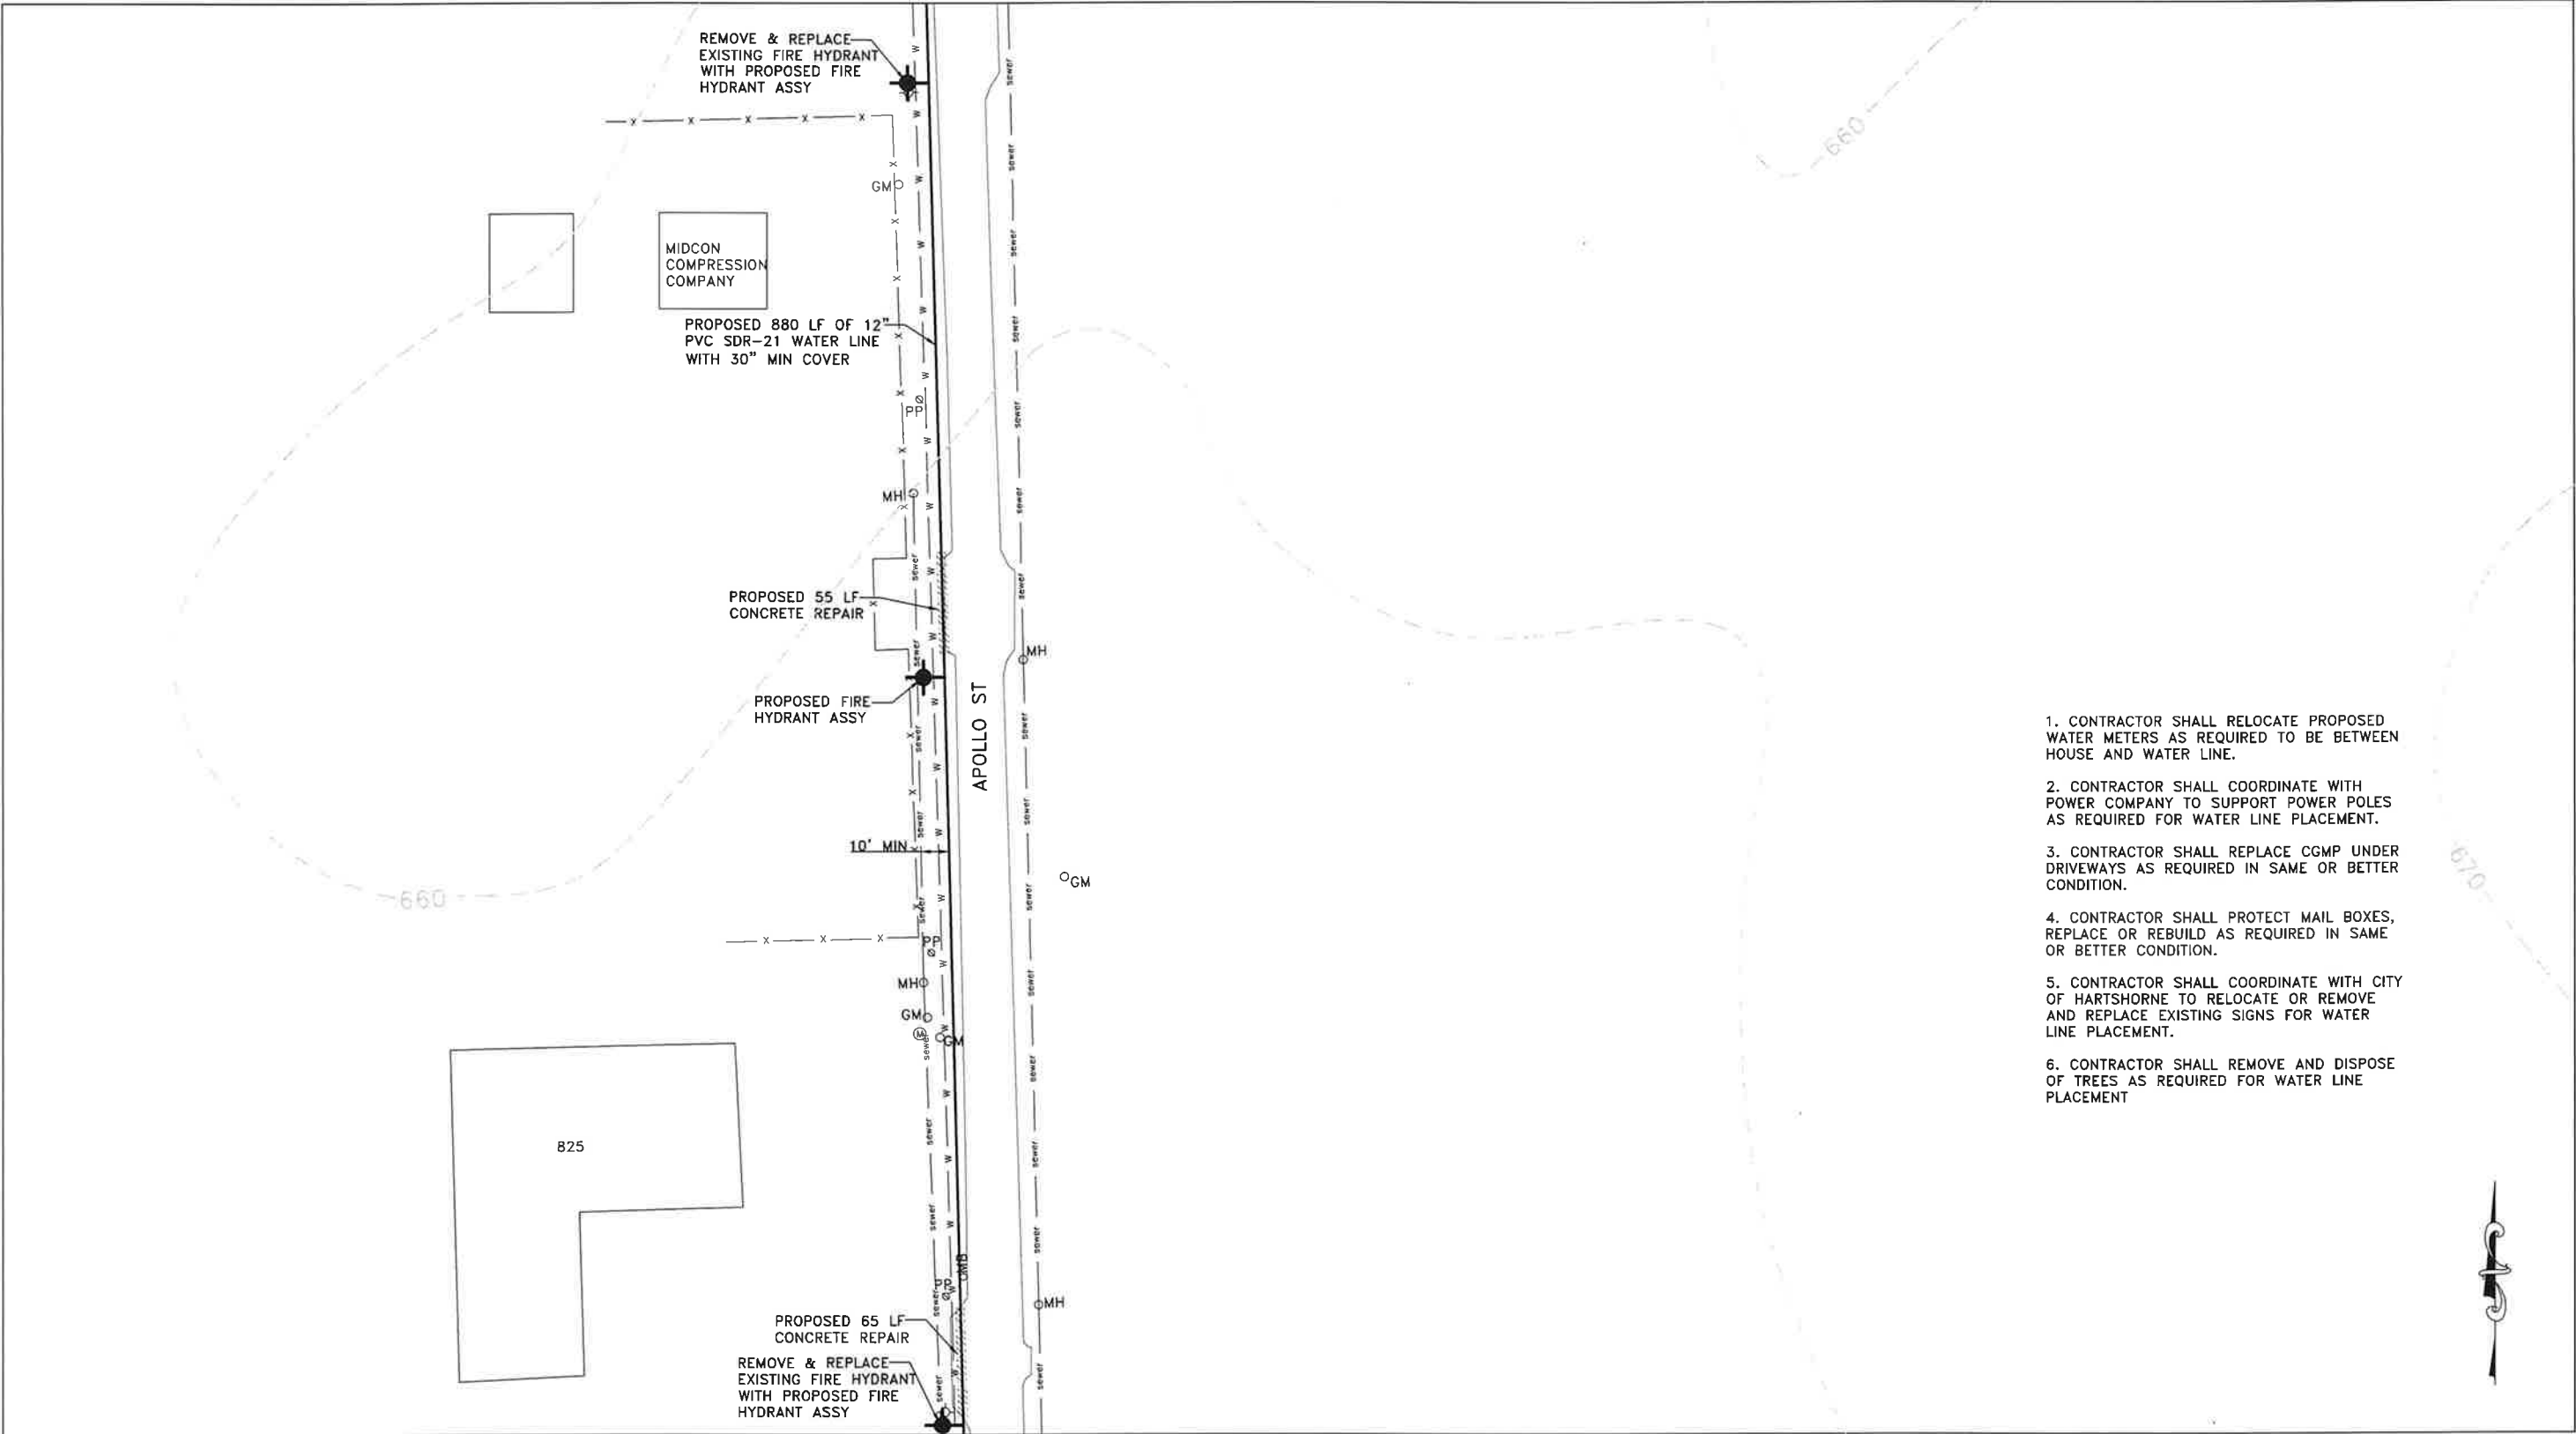 REMOVE & REPLACE
EXISTING FIRE HYDRANT
WITH PROPOSED FIRE
HYDRANT ASSY
660
GM
MIDCON
COMPRESSION
COMPANY
PROPOSED 880 LF OF 12"
PVC SDR-21 WATER LINE
WITH 30" MIN COVER
PP
MH
PROPOSED 55 LF
CONCRETE REPAIR
MH
PROPOSED FIRE
HYDRANT ASSY
APOLLO ST
10' MIN
GM
660
670
PP
MH
GM
M
GM
825
MB
PP
MH
PROPOSED 65 LF
CONCRETE REPAIR
REMOVE & REPLACE
EXISTING FIRE HYDRANT
WITH PROPOSED FIRE
HYDRANT ASSY
W
sewer
X
1. CONTRACTOR SHALL RELOCATE PROPOSED
WATER METERS AS REQUIRED TO BE BETWEEN
HOUSE AND WATER LINE.
2. CONTRACTOR SHALL COORDINATE WITH
POWER COMPANY TO SUPPORT POWER POLES
AS REQUIRED FOR WATER LINE PLACEMENT.
3. CONTRACTOR SHALL REPLACE CGMP UNDER
DRIVEWAYS AS REQUIRED IN SAME OR BETTER
CONDITION.
4. CONTRACTOR SHALL PROTECT MAIL BOXES,
REPLACE OR REBUILD AS REQUIRED IN SAME
OR BETTER CONDITION.
5. CONTRACTOR SHALL COORDINATE WITH CITY
OF HARTSHORNE TO RELOCATE OR REMOVE
AND REPLACE EXISTING SIGNS FOR WATER
LINE PLACEMENT.
6. CONTRACTOR SHALL REMOVE AND DISPOSE
OF TREES AS REQUIRED FOR WATER LINE
PLACEMENT